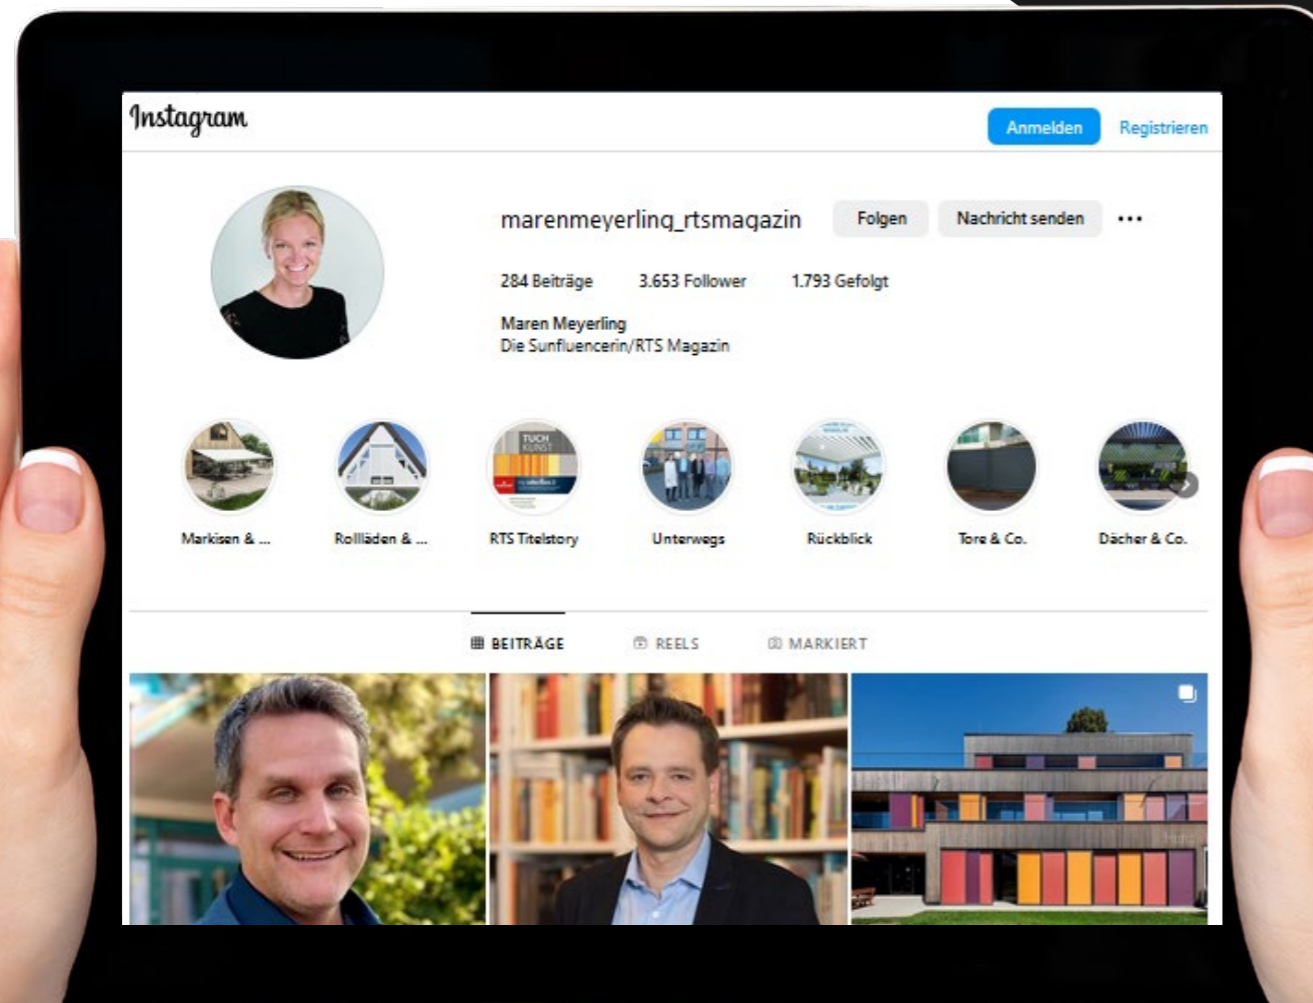 Instagram
Anmelden Registrieren
marenmeyerling_rtsmagazin Folgen Nachricht senden
284 Beiträge 3.653 Follower 1.793 Gefolgt
Maren Meyerling
Die Sunfluencerin/RTS Magazin
TUCH
KUNST
Markisen & ... Rollläden & ... RTS Titelstory Unterwegs Rückblick Tore & Co. Dächer & Co.
BEITRÄGE REELS MARKIERT